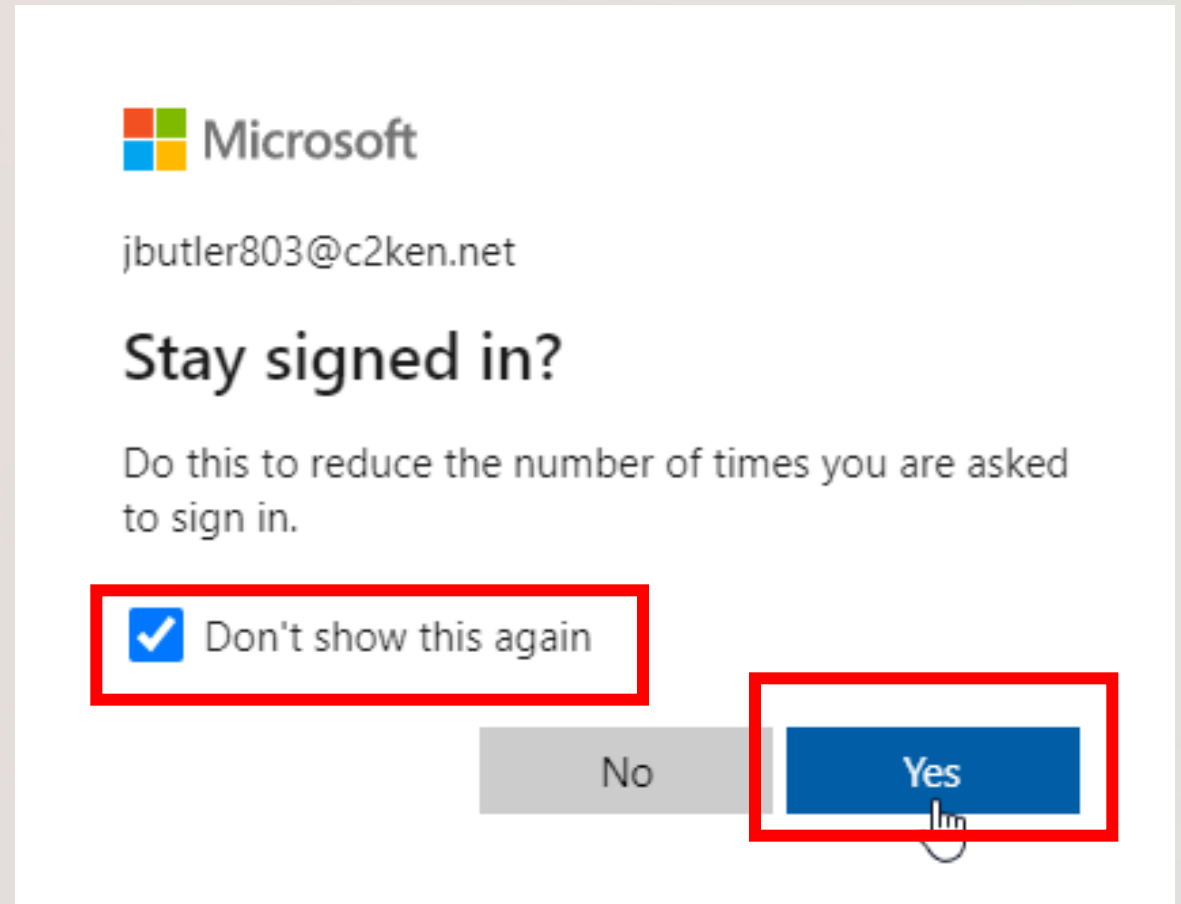 Microsoft
jbutler803@c2ken.net
Stay signed in?
Do this to reduce the number of times you are asked
to sign in.
Don't show this again
No
Yes